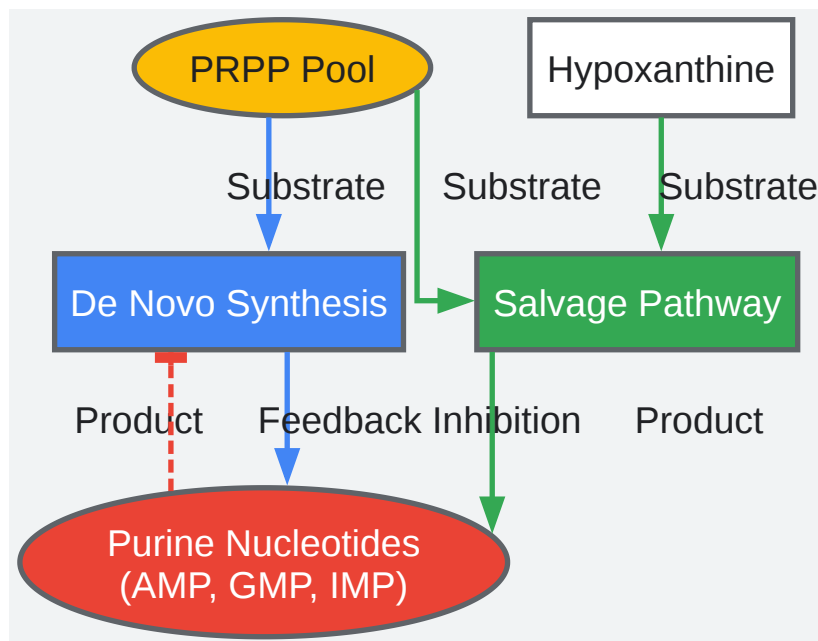 PRPP Pool
Hypoxanthine
Substrate
Substrate
Substrate
De Novo Synthesis
Salvage Pathway
Product
Feedback Inhibition
Product
Purine Nucleotides
(AMP, GMP, IMP)